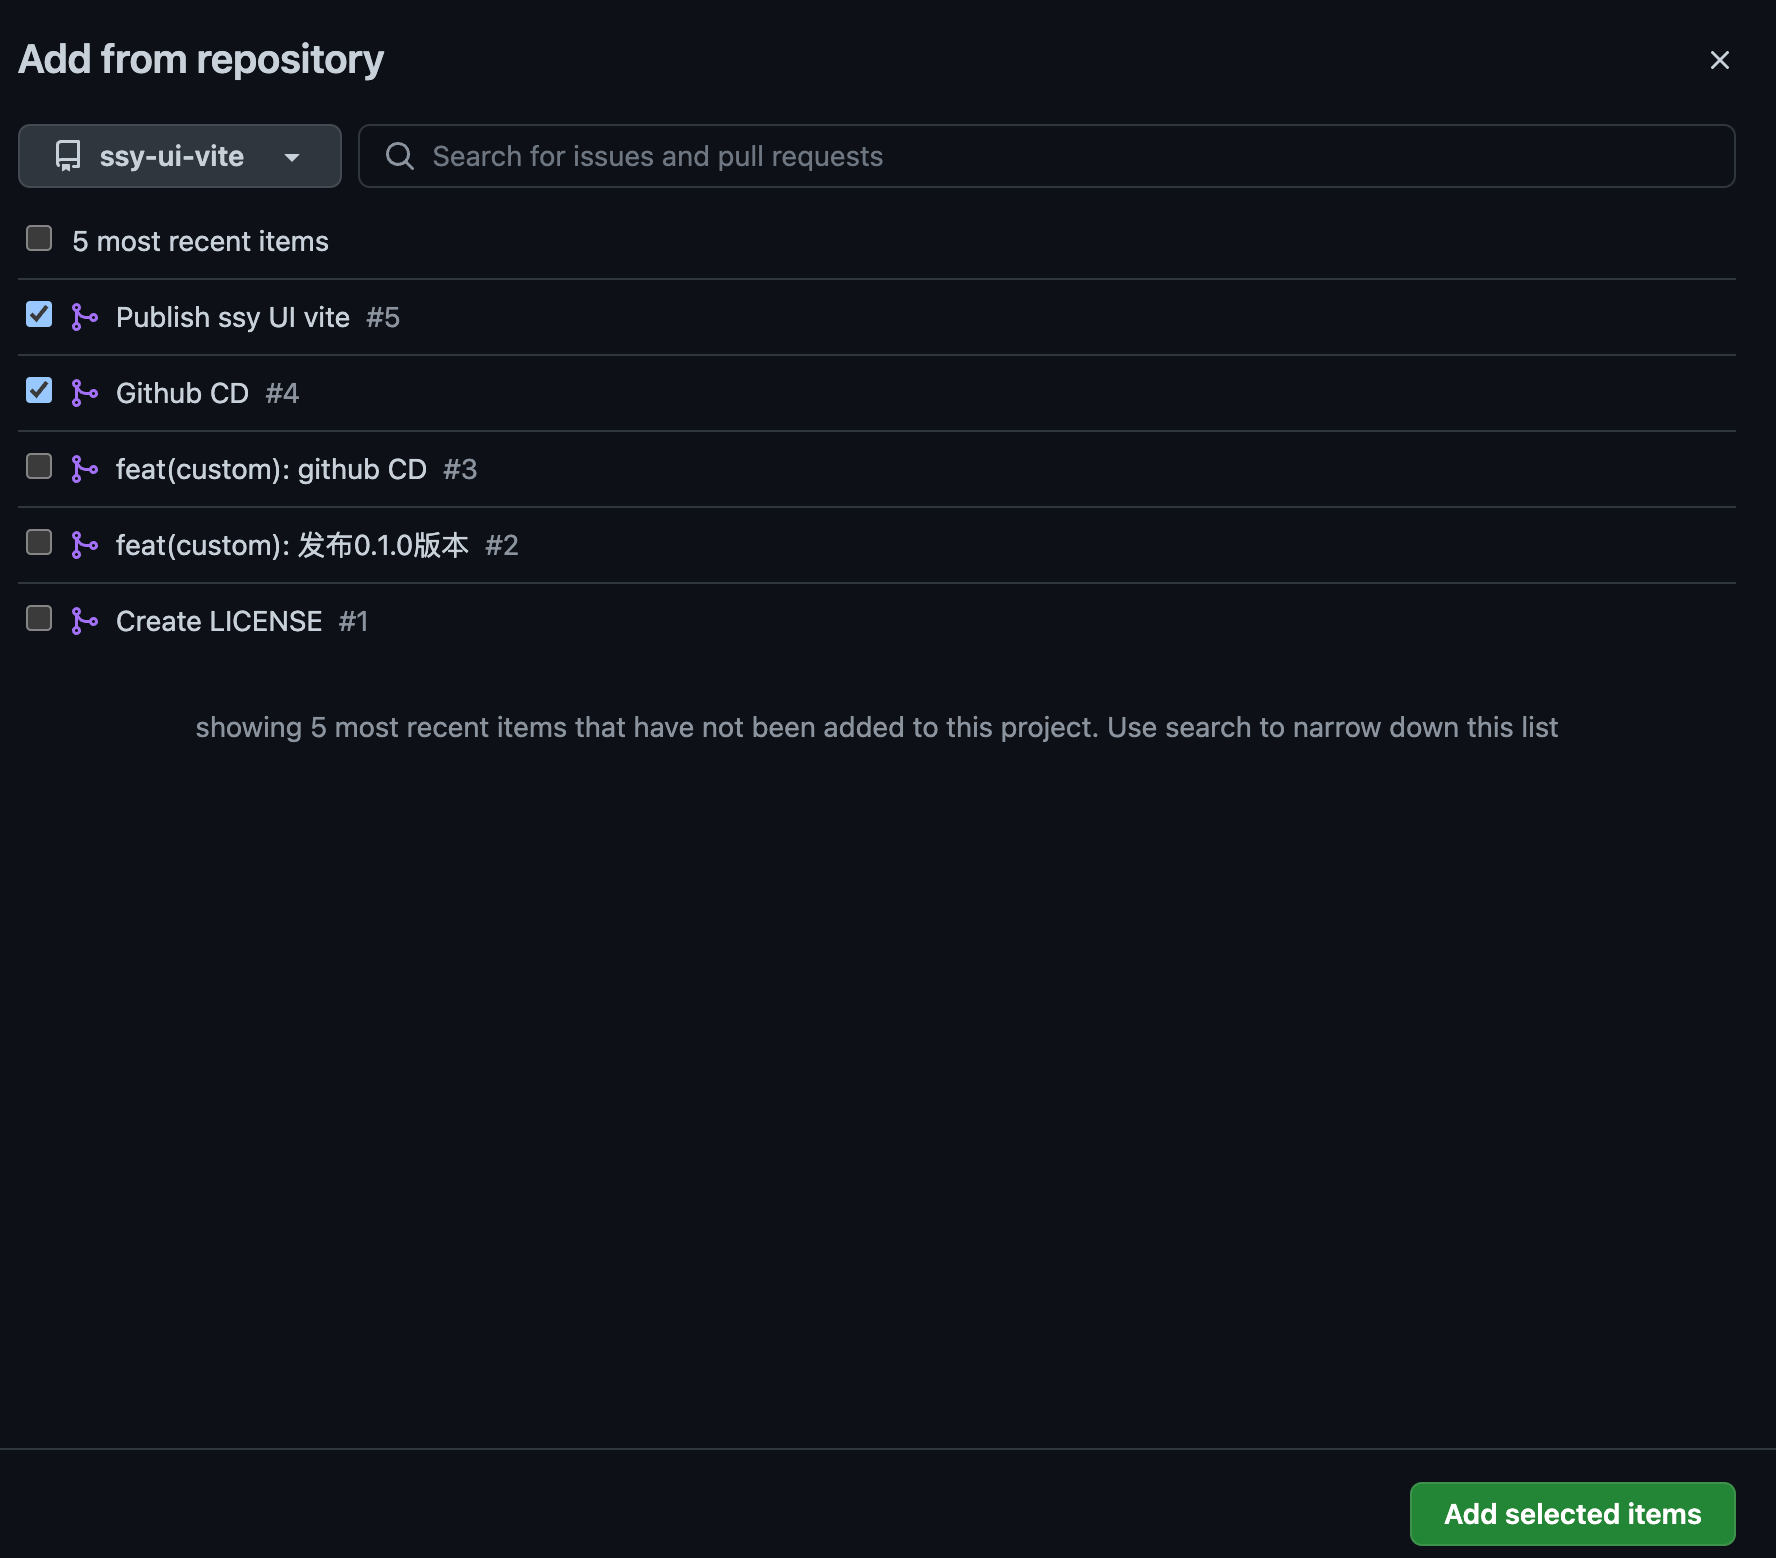 Add from repository
ssy-ui-vite
Search for issues and pull requests
5 most recent items
Publish ssy UI vite #5
Github CD #4
feat(custom): github CD #3
feat(custom): 发布0.1.0版本 #2
Create LICENSE #1
showing 5 most recent items that have not been added to this project. Use search to narrow down this list
Add selected items